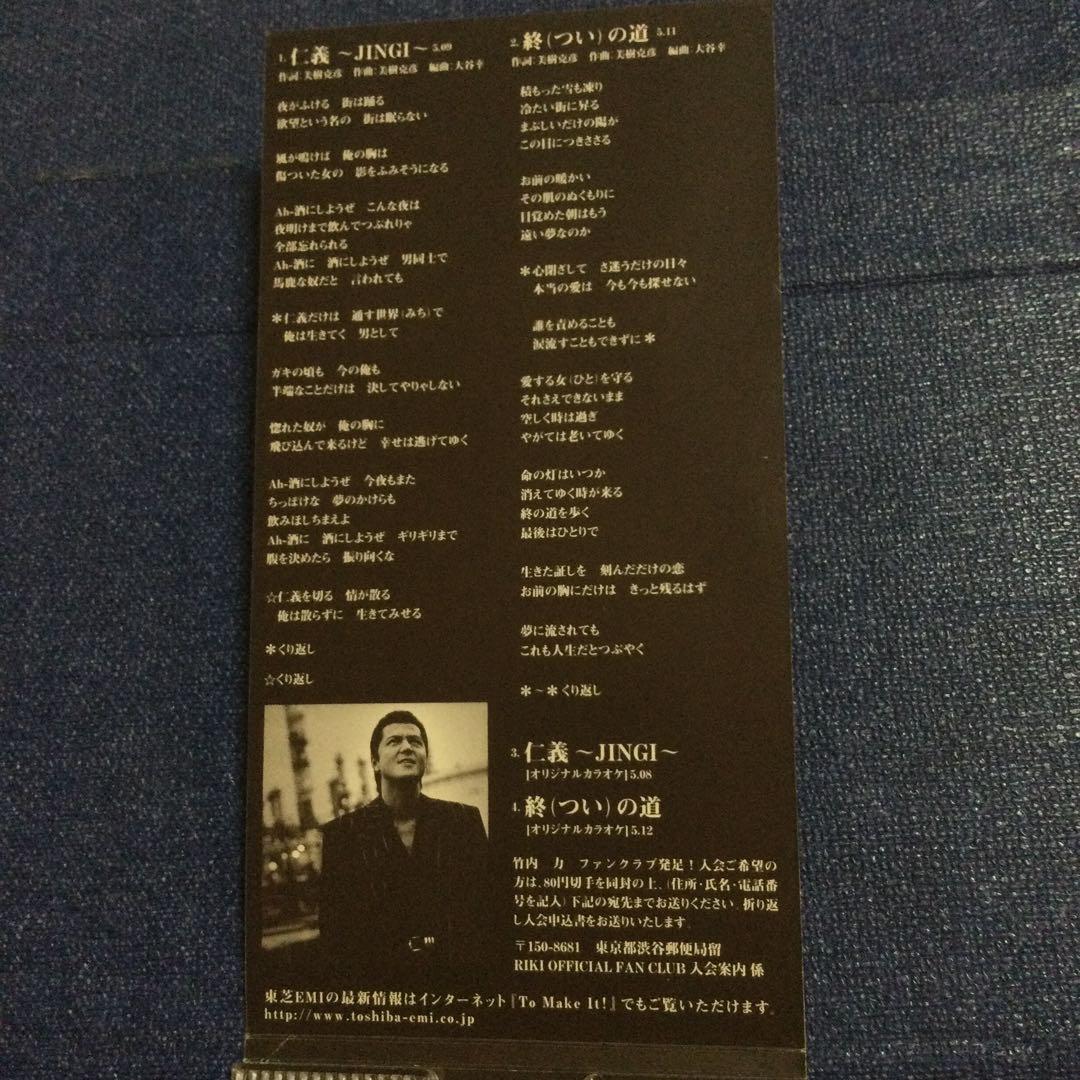 1. 仁義 ～JINGI～ 5.09
作詞:美樹克彦 作曲:美樹克彦 編曲:大谷幸
夜がふける 街は踊る
欲望という名の 街は眠らない
風が鳴けば 俺の胸は
傷ついた女の 影をふみそうになる
Ah-酒にしようぜ こんな夜は
夜明けまで飲んでつぶれりゃ
全部忘れられる
Ah-酒に 酒にしようぜ 男同士で
馬鹿な奴だと 言われても
＊仁義だけは 通す世界(みち)で
俺は生きてく 男として
ガキの頃も 今の俺も
半端なことだけは 決してやりゃしない
惚れた奴が 俺の胸に
飛び込んで来るけど 幸せは逃げてゆく
Ah-酒にしようぜ 今夜もまた
ちっぽけな 夢のかけらも
飲みほしちまえよ
Ah-酒に 酒にしようぜ ギリギリまで
腹を決めたら 振り向くな
☆仁義を切る 情が散る
俺は散らずに 生きてみせる
＊くり返し
☆くり返し
2. 終(つい)の道 5.11
作詞:美樹克彦 作曲:美樹克彦 編曲:大谷幸
積もった雪も凍り
冷たい街に昇る
まぶしいだけの陽が
この目につきささる
お前の暖かい
その肌のぬくもりに
目覚めた朝はもう
遠い夢なのか
＊心閉ざして さ迷うだけの日々
本当の愛は 今も今も探せない
誰を責めることも
涙流すこともできずに＊
愛する女(ひと)を守る
それさえできないまま
空しく時は過ぎ
やがては老いてゆく
命の灯はいつか
消えてゆく時が来る
終の道を歩く
最後はひとりで
生きた証しを 刻んだだけの恋
お前の胸にだけは きっと残るはず
夢に流されても
これも人生だとつぶやく
＊～＊くり返し
3. 仁義 ～JINGI～
[オリジナルカラオケ] 5.08
4. 終(つい)の道
[オリジナルカラオケ] 5.12
竹内 力 ファンクラブ発足！入会ご希望の
方は、80円切手を同封の上、(住所・氏名・電話番
号を記入)下記の宛先までお送りください。折り返
し入会申込書をお送りいたします。
〒150-8681 東京都渋谷郵便局留
RIKI OFFICIAL FAN CLUB 入会案内 係
東芝EMIの最新情報はインターネット『To Make It!』でもご覧いただけます。
http://www.toshiba-emi.co.jp